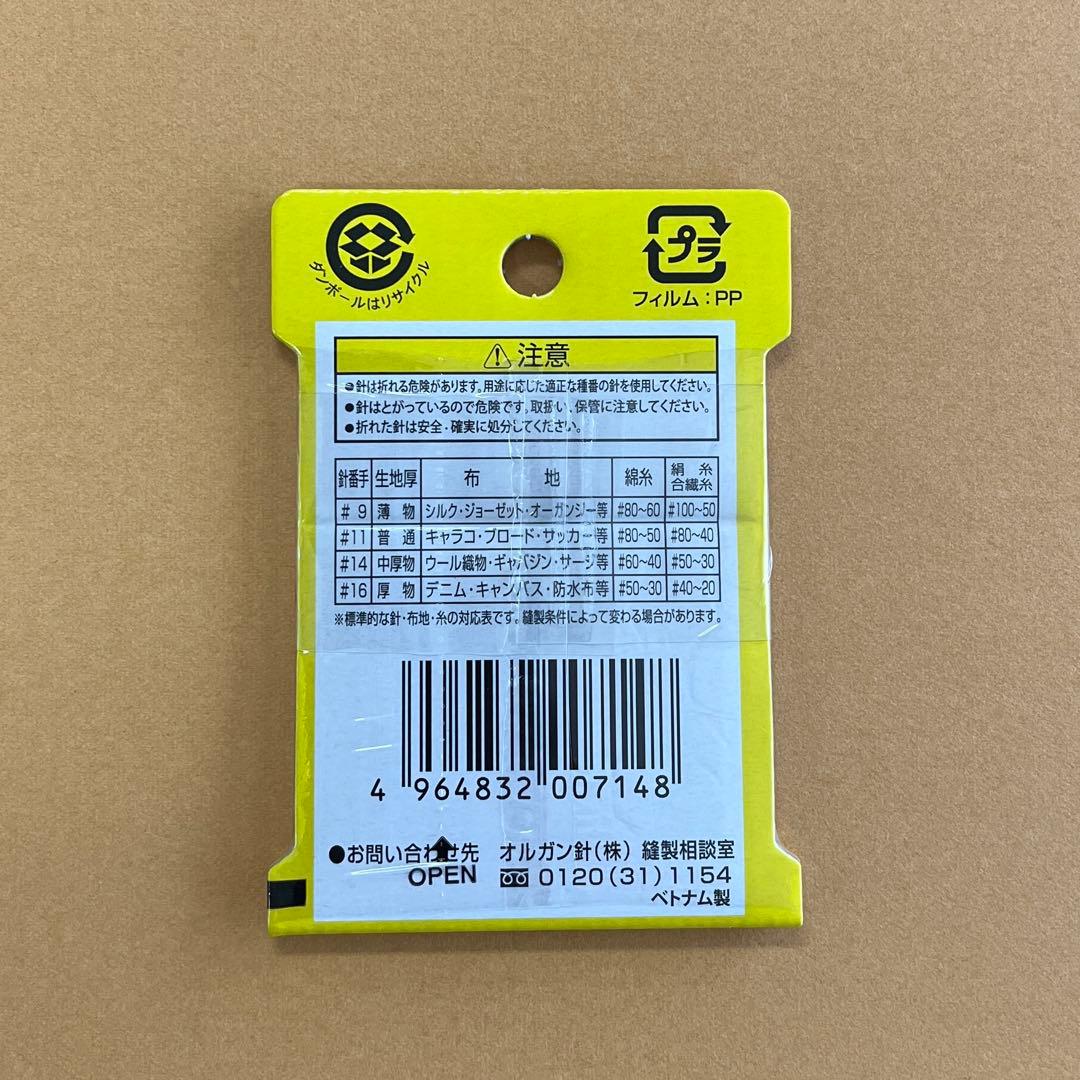 ダンボールはリサイクル
プラ
フィルム：PP
注意
●針は折れる危険があります。用途に応じた適正な種番の針を使用してください。
●針はとがっているので危険です。取扱い、保管に注意してください。
●折れた針は安全・確実に処分してください。
針番手 生地厚 布地 綿糸 絹糸 合繊糸
#9 薄物 シルク・ジョーゼット・オーガンジー等 #80〜60 #100〜50
#11 普通 キャラコ・ブロード・サッカー等 #80〜50 #80〜40
#14 中厚物 ウール織物・ギャバジン・サージ等 #60〜40 #50〜30
#16 厚物 デニム・キャンバス・防水布等 #50〜30 #40〜20
※標準的な針・布地・糸の対応表です。縫製条件によって変わる場合があります。
4 964832 007148
●お問い合わせ先 オルガン針(株) 縫製相談室
OPEN 0120(31)1154
ベトナム製